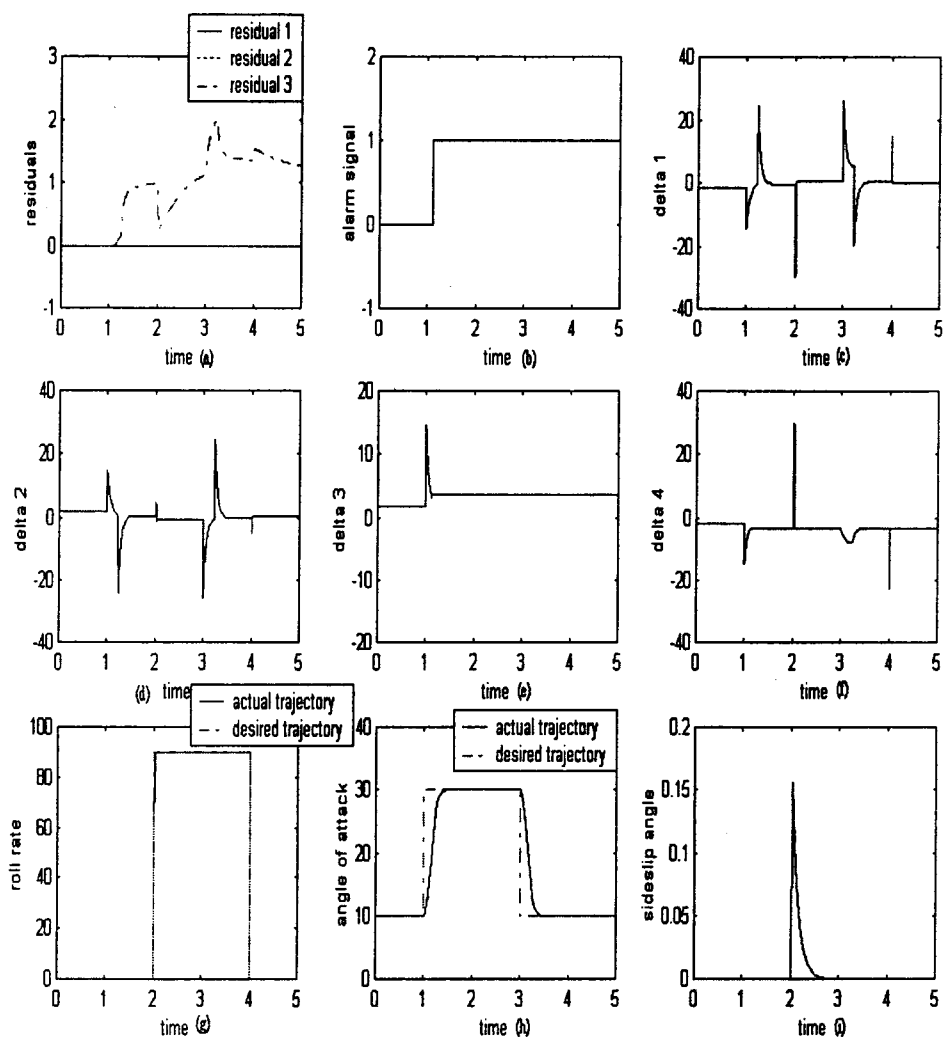 residual 1
residual 2
residual 3
3
2
1
0
-1
residuals
0 1 2 3 4 5
time (a)
2
1
0
-1
alarm signal
0 1 2 3 4 5
time (b)
40
20
0
-20
-40
delta 1
0 1 2 3 4 5
time (c)
40
20
0
-20
-40
delta 2
0 1 2 3 4 5
(d) time
20
10
0
-10
-20
delta 3
0 1 2 3 4 5
time (e)
40
20
0
-20
-40
delta 4
0 1 2 3 4 5
time (f)
actual trajectory
desired trajectory
100
80
60
40
20
0
roll rate
0 1 2 3 4 5
time (g)
actual trajectory
desired trajectory
40
30
20
10
0
angle of attack
0 1 2 3 4 5
time (h)
0.2
0.15
0.1
0.05
0
sideslip angle
0 1 2 3 4 5
time (i)